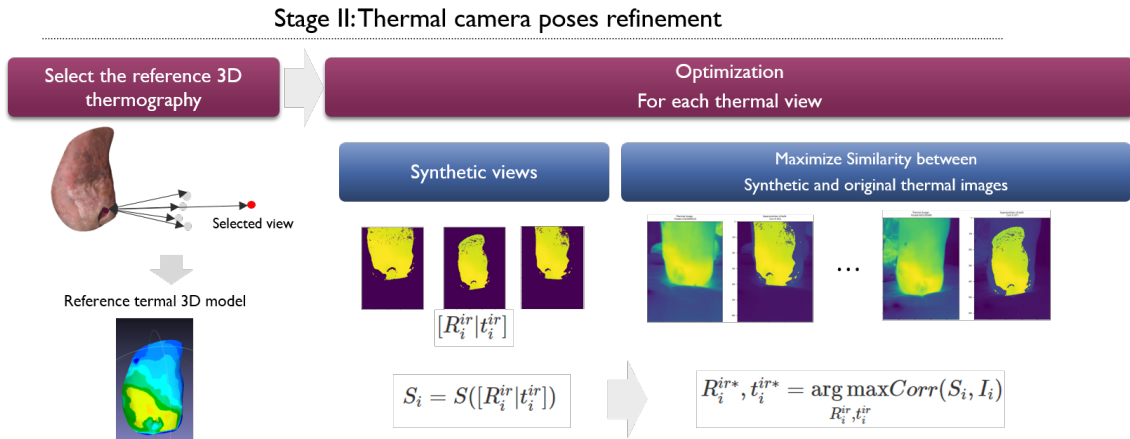 Stage II: Thermal camera poses refinement
Select the reference 3D
thermography
Optimization
For each thermal view
Synthetic views
Maximize Similarity between
Synthetic and original thermal images
Selected view
Reference termal 3D model
...
[R_i^{ir}|t_i^{ir}]
S_i = S([R_i^{ir}|t_i^{ir}])
R_i^{ir*}, t_i^{ir*} = arg max Corr(S_i, I_i)
R_i^{ir}, t_i^{ir}